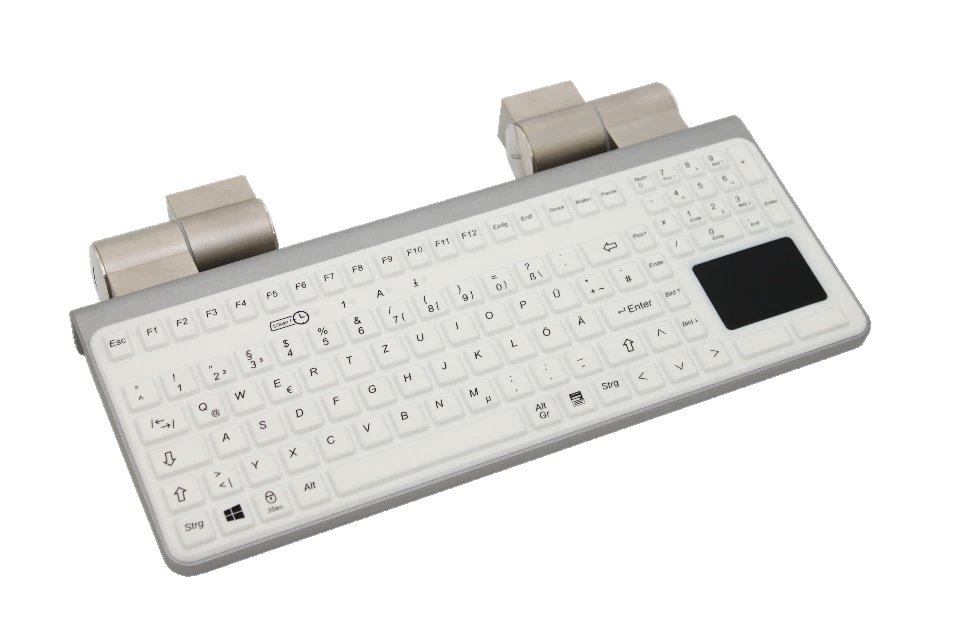 Esc F1 F2 F3 F4 F5 F6 F7 F8 F9 F10 F11 F12 Einfg Entf Druck Rollen Pause
Clean 1 A
° ^ ! 1 " 2 ² § 3 ³ $ 4 % 5 & 6 / 7 { ( 8 [ ) 9 ] = 0 } ? ß \ Pos1
Q @ W E € R T Z U I O P Ü * + ~ ' # Ende
A S D F G H J K L Ö Ä Enter Bild
> < | Y X C V B N M µ ; , : . _ - Bild
Strg 3Sec. Alt Alt Gr Strg
Num 7 Pos1 8 9 Bild +
- 4 5 6
x 1 Ende 2 3 Bild Enter
/ 0 Einfg , Entf